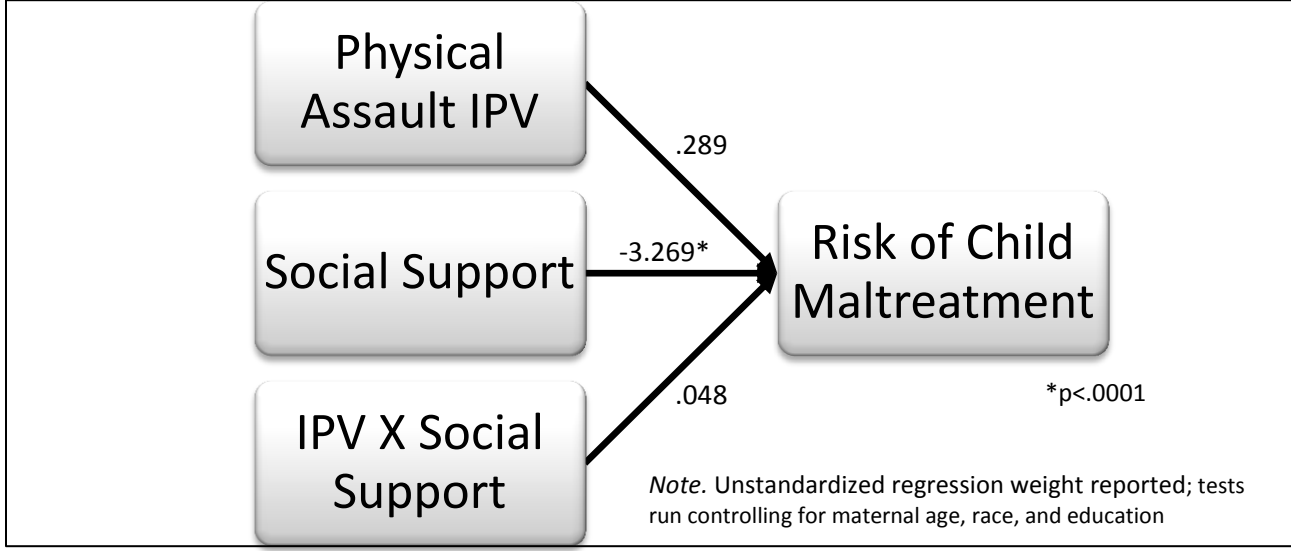 Physical
Assault IPV
.289
Social Support
-3.269*
Risk of Child
Maltreatment
IPV X Social
Support
.048
*p<.0001
Note. Unstandardized regression weight reported; tests
run controlling for maternal age, race, and education